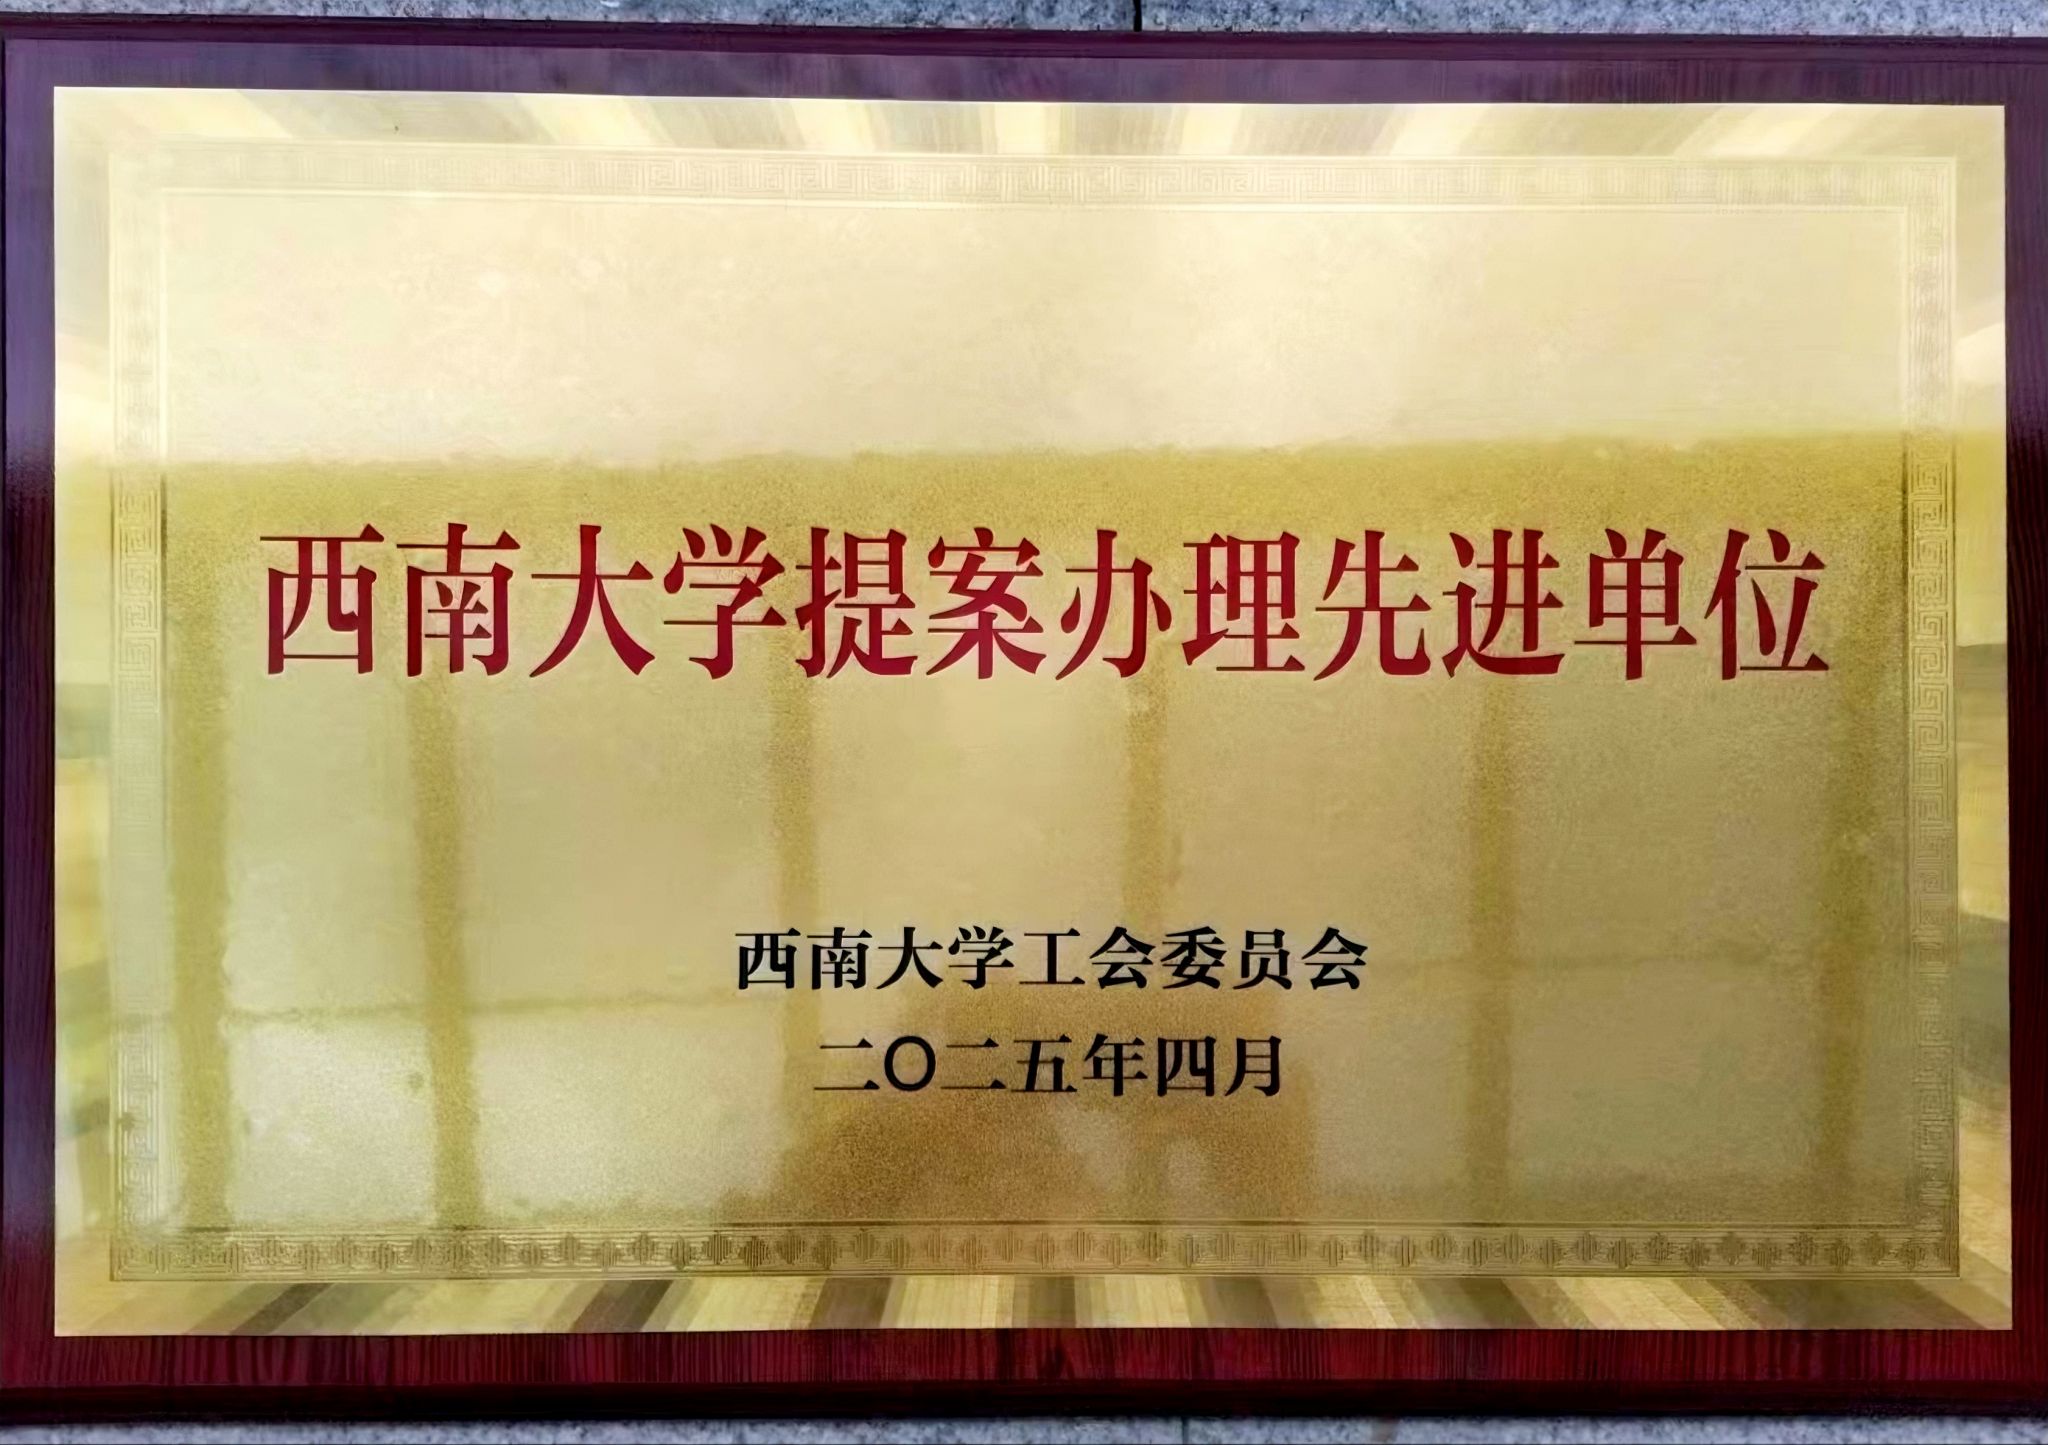 西南大学提案办理先进单位
西南大学工会委员会
二〇二五年四月